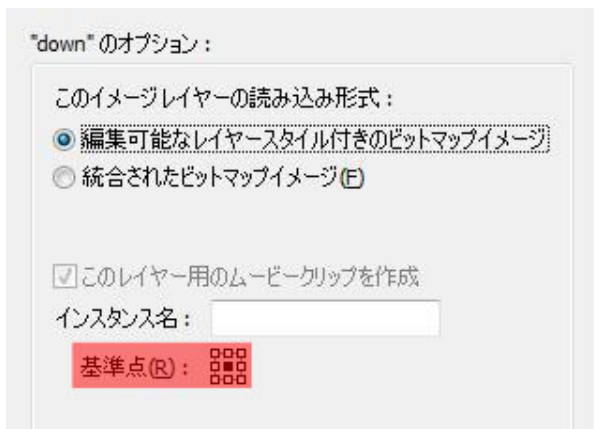 "down" のオプション：
このイメージレイヤーの読み込み形式：
編集可能なレイヤースタイル付きのビットマップイメージ
統合されたビットマップイメージ(F)
このレイヤー用のムービークリップを作成
インスタンス名：
基準点(R)：